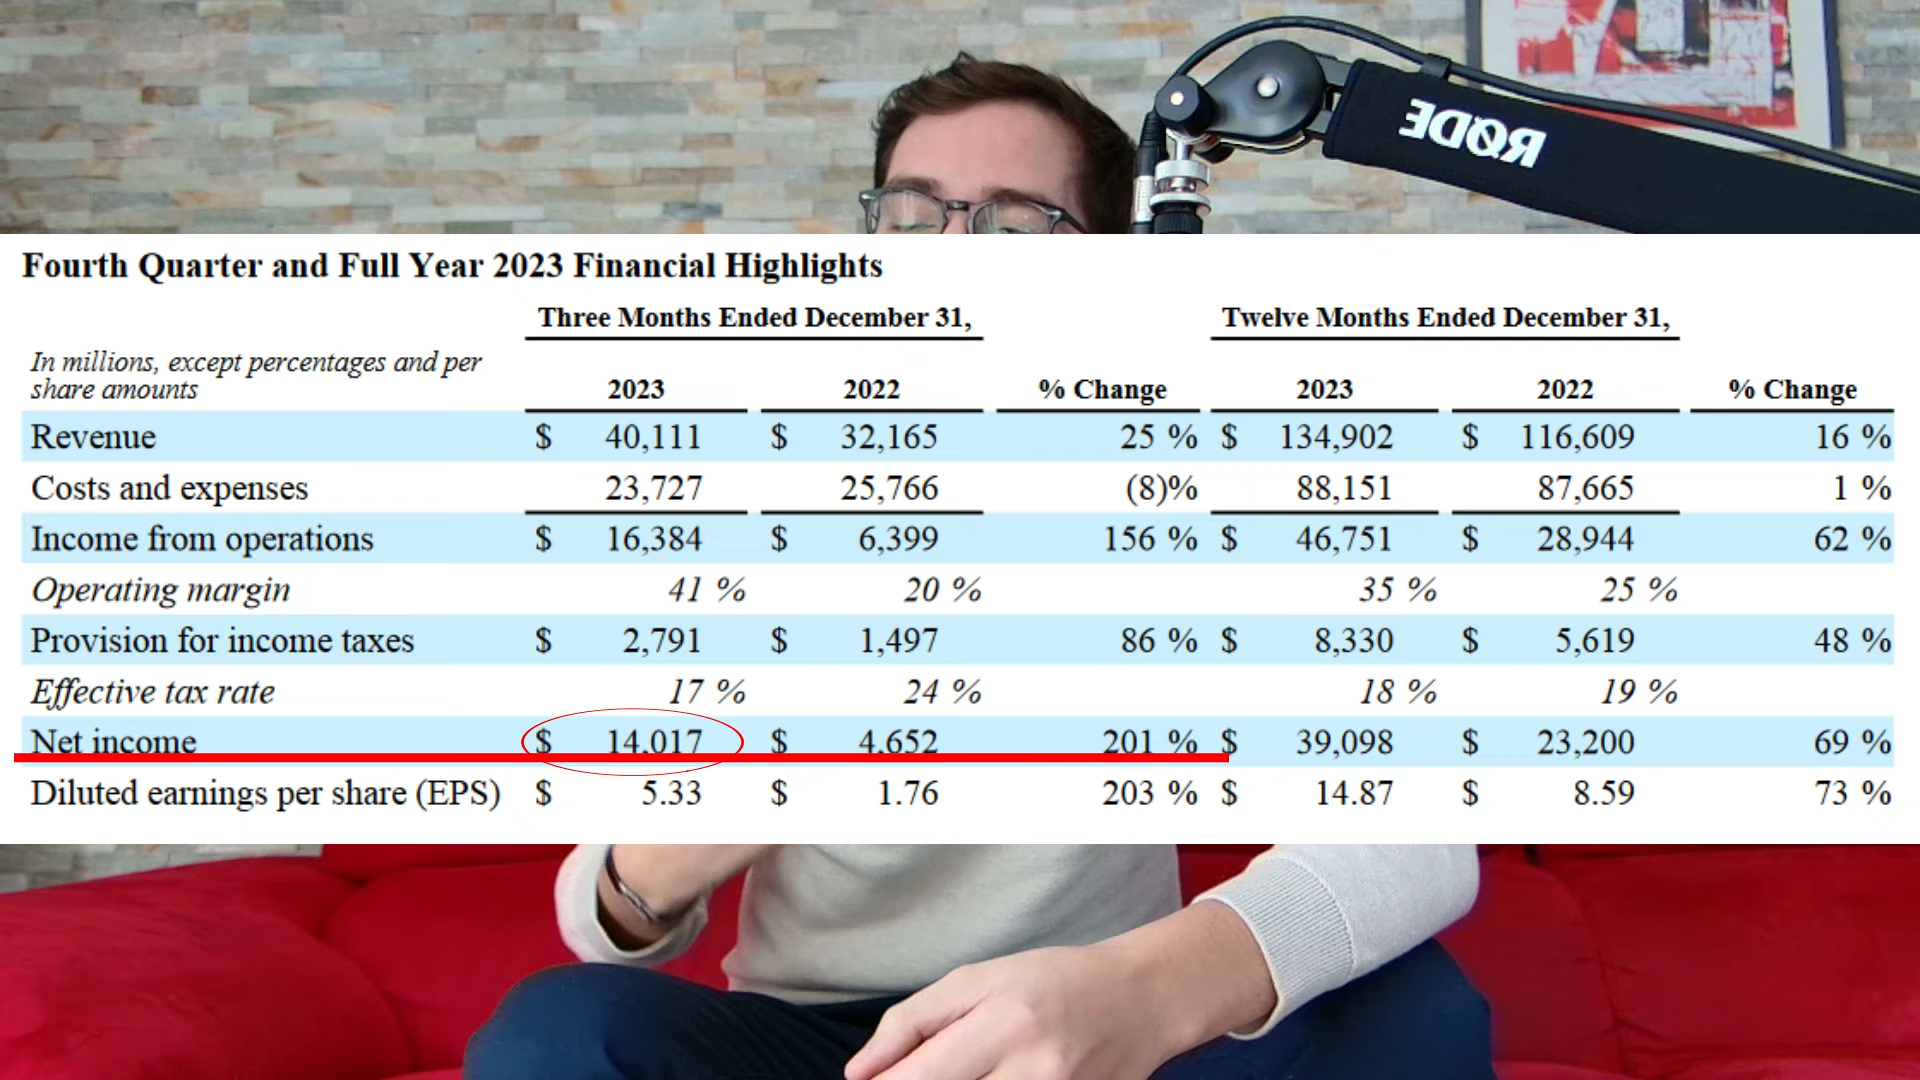 RØDE
Fourth Quarter and Full Year 2023 Financial Highlights
Three Months Ended December 31, Twelve Months Ended December 31,
In millions, except percentages and per
share amounts 2023 2022 % Change 2023 2022 % Change
Revenue $ 40,111 $ 32,165 25 % $ 134,902 $ 116,609 16 %
Costs and expenses 23,727 25,766 (8)% 88,151 87,665 1 %
Income from operations $ 16,384 $ 6,399 156 % $ 46,751 $ 28,944 62 %
Operating margin 41 % 20 % 35 % 25 %
Provision for income taxes $ 2,791 $ 1,497 86 % $ 8,330 $ 5,619 48 %
Effective tax rate 17 % 24 % 18 % 19 %
Net income $ 14,017 $ 4,652 201 % $ 39,098 $ 23,200 69 %
Diluted earnings per share (EPS) $ 5.33 $ 1.76 203 % $ 14.87 $ 8.59 73 %